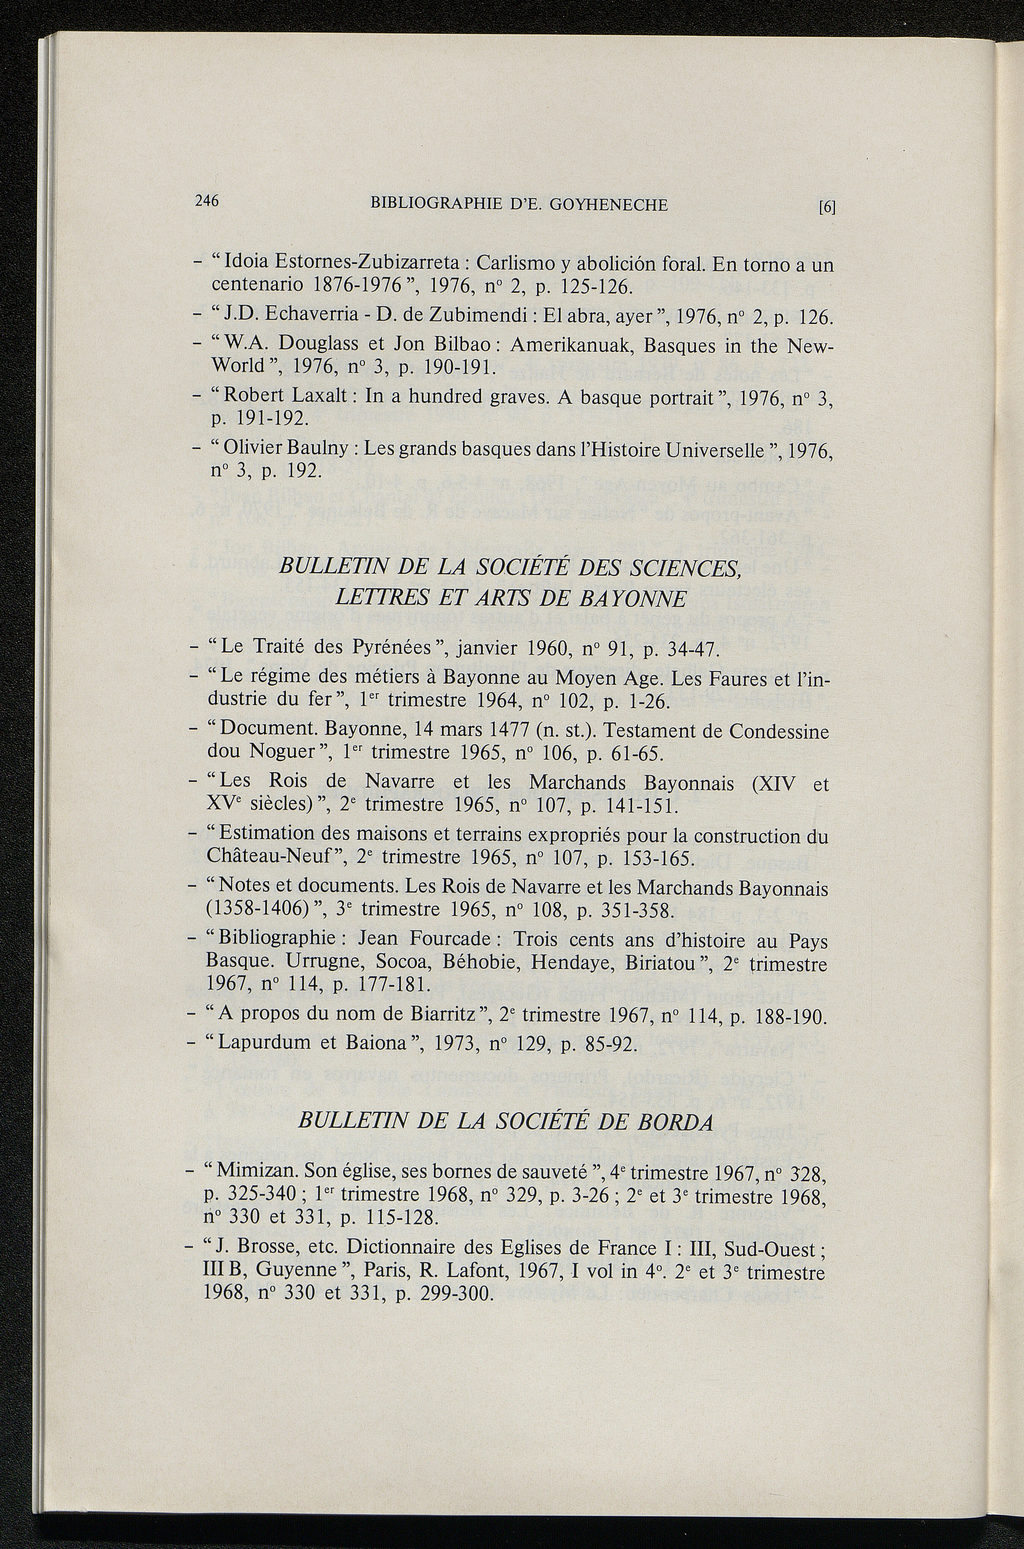 246 BIBLIOGRAPHIE D'E. GOYHENECHE [6]
– “ Idoia Estornes-Zubizarreta : Carlismo y abolición foral. En torno a un
centenario 1876-1976 ”, 1976, n° 2, p. 125-126.
– “ J.D. Echaverria - D. de Zubimendi : El abra, ayer ”, 1976, n° 2, p. 126.
– “ W.A. Douglass et Jon Bilbao : Amerikanuak, Basques in the New-
World ”, 1976, n° 3, p. 190-191.
– “ Robert Laxalt : In a hundred graves. A basque portrait ”, 1976, n° 3,
p. 191-192.
– “ Olivier Baulny : Les grands basques dans l'Histoire Universelle ”, 1976,
n° 3, p. 192.
BULLETIN DE LA SOCIÉTÉ DES SCIENCES,
LETTRES ET ARTS DE BAYONNE
– “ Le Traité des Pyrénées ”, janvier 1960, n° 91, p. 34-47.
– “ Le régime des métiers à Bayonne au Moyen Age. Les Faures et l'in-
dustrie du fer ”, 1er trimestre 1964, n° 102, p. 1-26.
– “ Document. Bayonne, 14 mars 1477 (n. st.). Testament de Condessine
dou Noguer ”, 1er trimestre 1965, n° 106, p. 61-65.
– “ Les Rois de Navarre et les Marchands Bayonnais (XIV et
XVe siècles) ”, 2e trimestre 1965, n° 107, p. 141-151.
– “ Estimation des maisons et terrains expropriés pour la construction du
Château-Neuf ”, 2e trimestre 1965, n° 107, p. 153-165.
– “ Notes et documents. Les Rois de Navarre et les Marchands Bayonnais
(1358-1406) ”, 3e trimestre 1965, n° 108, p. 351-358.
– “ Bibliographie : Jean Fourcade : Trois cents ans d'histoire au Pays
Basque. Urrugne, Socoa, Béhobie, Hendaye, Biriatou ”, 2e trimestre
1967, n° 114, p. 177-181.
– “ A propos du nom de Biarritz ”, 2e trimestre 1967, n° 114, p. 188-190.
– “ Lapurdum et Baiona ”, 1973, n° 129, p. 85-92.
BULLETIN DE LA SOCIÉTÉ DE BORDA
– “ Mimizan. Son église, ses bornes de sauveté ”, 4e trimestre 1967, n° 328,
p. 325-340 ; 1er trimestre 1968, n° 329, p. 3-26 ; 2e et 3e trimestre 1968,
n° 330 et 331, p. 115-128.
– “ J. Brosse, etc. Dictionnaire des Eglises de France I : III, Sud-Ouest ;
III B, Guyenne ”, Paris, R. Lafont, 1967, I vol in 4°. 2e et 3e trimestre
1968, n° 330 et 331, p. 299-300.